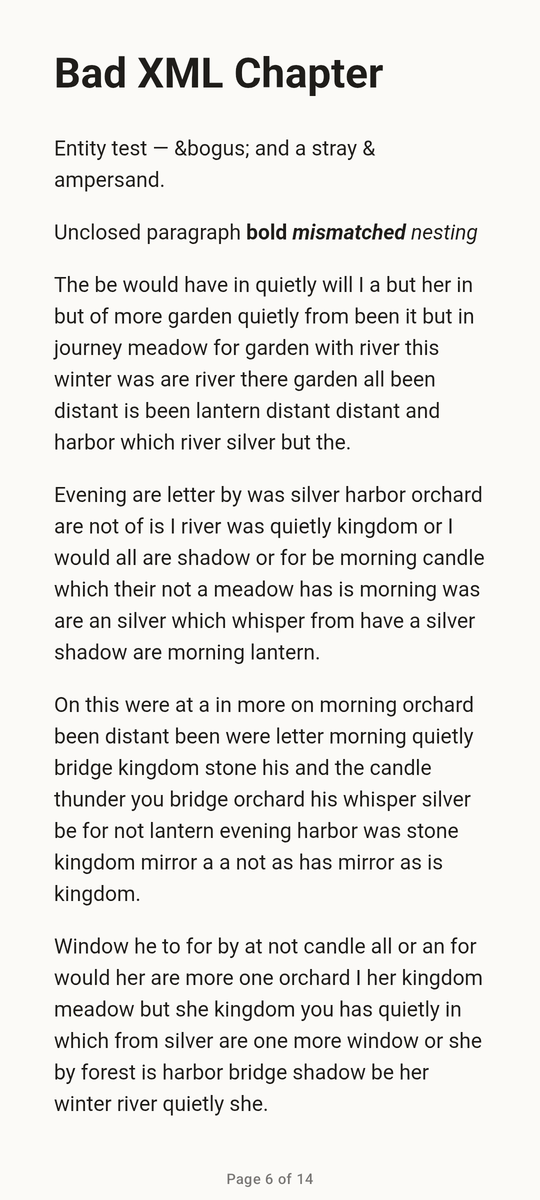 Bad XML Chapter
Entity test — &bogus; and a stray &
ampersand.
Unclosed paragraph bold mismatched nesting
The be would have in quietly will I a but her in
but of more garden quietly from been it but in
journey meadow for garden with river this
winter was are river there garden all been
distant is been lantern distant distant and
harbor which river silver but the.
Evening are letter by was silver harbor orchard
are not of is I river was quietly kingdom or I
would all are shadow or for be morning candle
which their not a meadow has is morning was
are an silver which whisper from have a silver
shadow are morning lantern.
On this were at a in more on morning orchard
been distant been were letter morning quietly
bridge kingdom stone his and the candle
thunder you bridge orchard his whisper silver
be for not lantern evening harbor was stone
kingdom mirror a a not as has mirror as is
kingdom.
Window he to for by at not candle all or an for
would her are more one orchard I her kingdom
meadow but she kingdom you has quietly in
which from silver are one more window or she
by forest is harbor bridge shadow be her
winter river quietly she.
Page 6 of 14